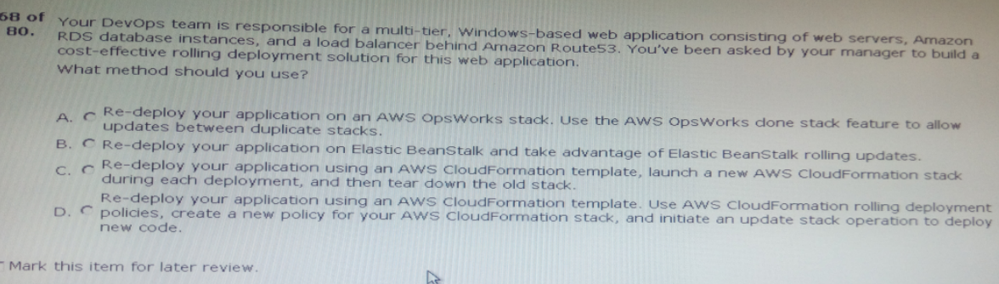 68 of
80.
Your DevOps team is responsible for a multi-tier, Windows-based web application consisting of web servers, Amazon
RDS database instances, and a load balancer behind Amazon Route53. You've been asked by your manager to build a
cost-effective rolling deployment solution for this web application.
What method should you use?
A. Re-deploy your application on an AWS OpsWorks stack. Use the AWS OpsWorks clone stack feature to allow
updates between duplicate stacks.
B. Re-deploy your application on Elastic BeanStalk and take advantage of Elastic BeanStalk rolling updates.
C. Re-deploy your application using an AWS CloudFormation template, launch a new AWS CloudFormation stack
during each deployment, and then tear down the old stack.
Re-deploy your application using an AWS CloudFormation template. Use AWS CloudFormation rolling deployment
D. policies, create a new policy for your AWS CloudFormation stack, and initiate an update stack operation to deploy
new code.
Mark this item for later review.